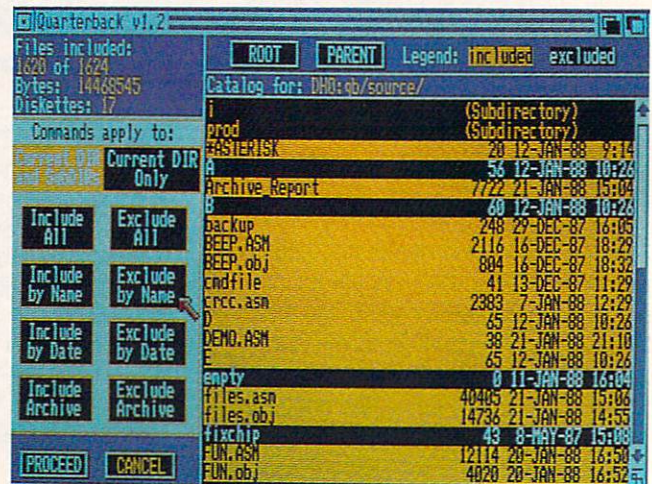 Quarterback v1.2
Files included:
1620 of 1624
Bytes: 14468545
Diskettes: 17
ROOT PARENT Legend: included excluded
Catalog for: DH0:qb/source/
Commands apply to:
Current DIR and Subdirs
Current DIR Only
Include All
Exclude All
Include by Name
Exclude by Name
Include by Date
Exclude by Date
Include Archive
Exclude Archive
PROCEED CANCEL
i (Subdirectory)
prod (Subdirectory)
#ASTERISK 20 12-JAN-88 9:14
A 56 12-JAN-88 10:26
Archive_Report 7722 21-JAN-88 15:04
B 60 12-JAN-88 10:26
backup 248 29-DEC-87 16:05
BEEP.ASM 2116 16-DEC-87 18:29
BEEP.obj 804 16-DEC-87 18:32
cmdfile 41 13-DEC-87 11:29
crcc.asm 2383 7-JAN-88 12:29
D 65 12-JAN-88 10:26
DEMO.ASM 38 21-JAN-88 21:10
E 65 12-JAN-88 10:26
empty 0 11-JAN-88 16:04
files.asm 40405 21-JAN-88 15:06
files.obj 14736 21-JAN-88 14:55
fixchip 43 8-MAY-87 15:08
FUN.ASM 12114 20-JAN-88 16:50
FUN.obj 4020 20-JAN-88 16:52